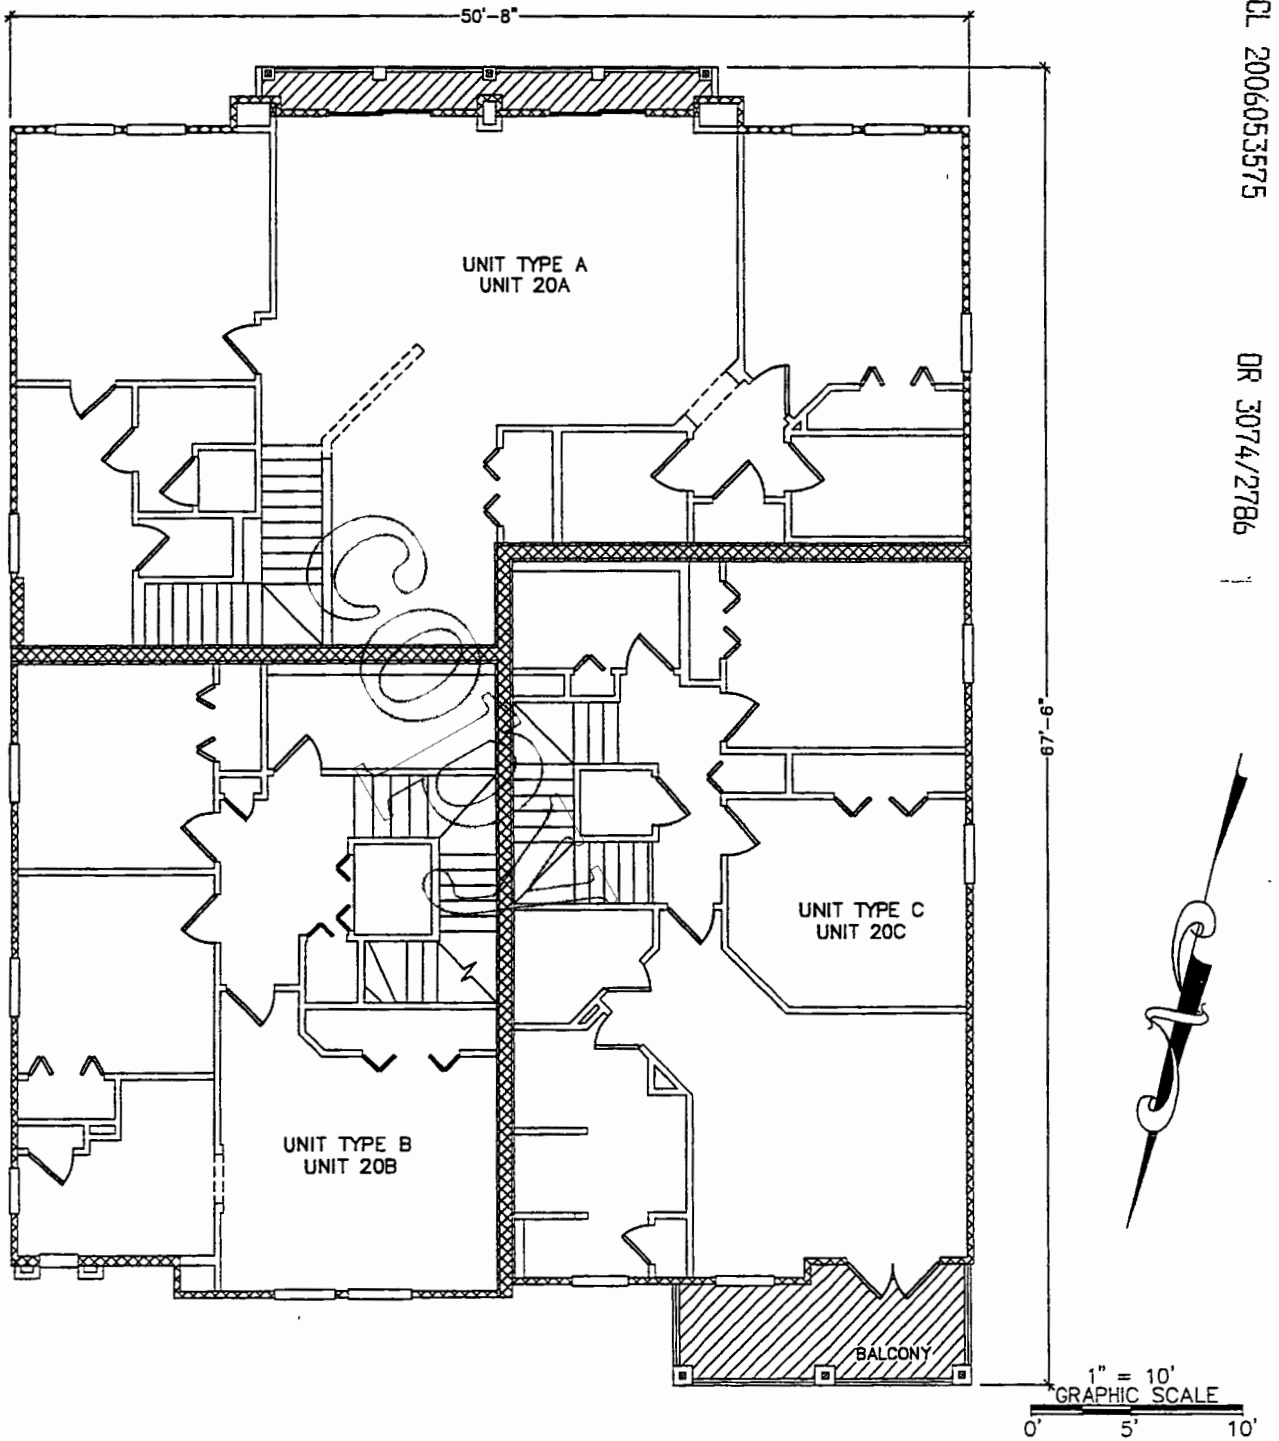 50'-8"
CL 2006053575
OR 3074/2786
UNIT TYPE A
UNIT 20A
COPY
67'-6"
UNIT TYPE C
UNIT 20C
UNIT TYPE B
UNIT 20B
BALCONY
1" = 10'
GRAPHIC SCALE
0' 5' 10'